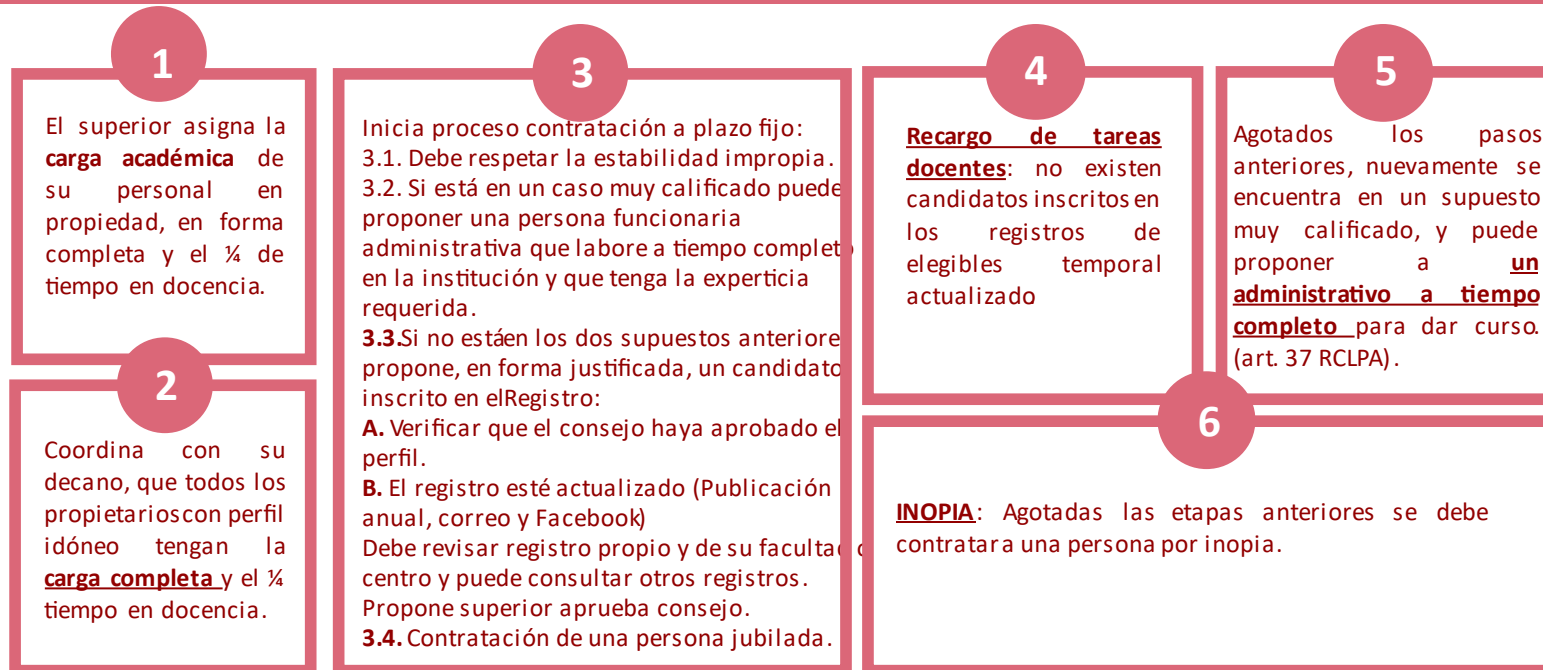 1
El superior asigna la
carga académica de
su personal en
propiedad, en forma
completa y el ¼ de
tiempo en docencia.
2
Coordina con su
decano, que todos los
propietarioscon perfil
idóneo tengan la
carga completa y el ¼
tiempo en docencia.
3
Inicia proceso contratación a plazo fijo:
3.1. Debe respetar la estabilidad impropia.
3.2. Si está en un caso muy calificado puede
proponer una persona funcionaria
administrativa que labore a tiempo completo
en la institución y que tenga la experticia
requerida.
3.3.Si no estáen los dos supuestos anteriore
propone, en forma justificada, un candidato
inscrito en elRegistro:
A. Verificar que el consejo haya aprobado el
perfil.
B. El registro esté actualizado (Publicación
anual, correo y Facebook)
Debe revisar registro propio y de su facultad
centro y puede consultar otros registros.
Propone superior aprueba consejo.
3.4. Contratación de una persona jubilada.
4
Recargo de tareas
docentes: no existen
candidatos inscritos en
los registros de
elegibles temporal
actualizado
5
Agotados los pasos
anteriores, nuevamente se
encuentra en un supuesto
muy calificado, y puede
proponer a un
administrativo a tiempo
completo para dar curso.
(art. 37 RCLPA).
6
INOPIA: Agotadas las etapas anteriores se debe
contratara una persona por inopia.